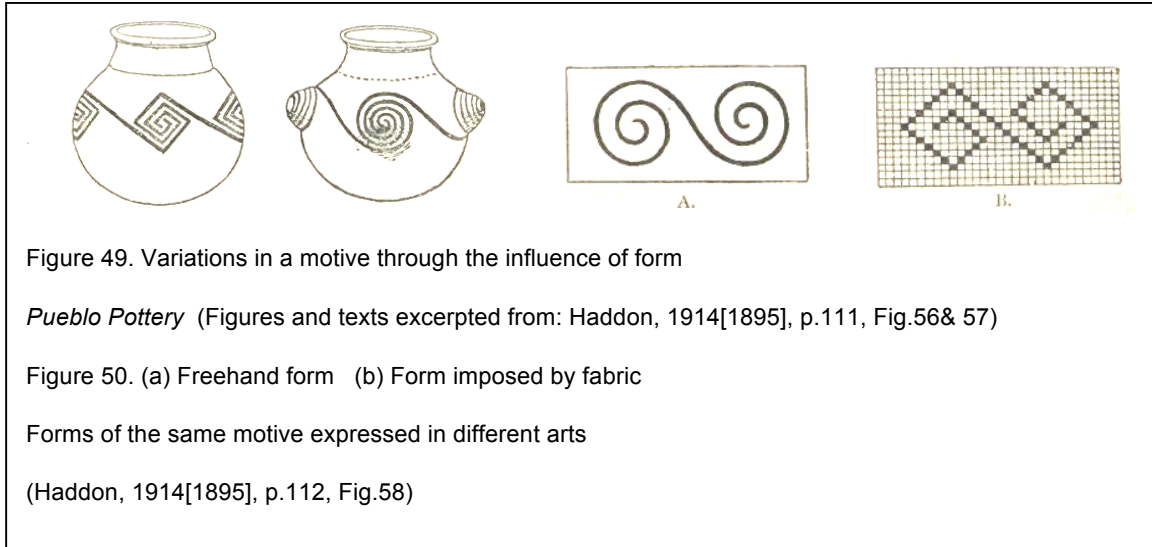 A.
B.
Figure 49. Variations in a motive through the influence of form
Pueblo Pottery (Figures and texts excerpted from: Haddon, 1914[1895], p.111, Fig.56& 57)
Figure 50. (a) Freehand form (b) Form imposed by fabric
Forms of the same motive expressed in different arts
(Haddon, 1914[1895], p.112, Fig.58)